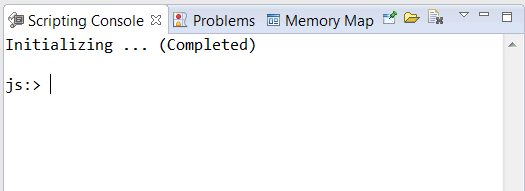 Scripting Console Problems Memory Map
Initializing ... (Completed)
js:>